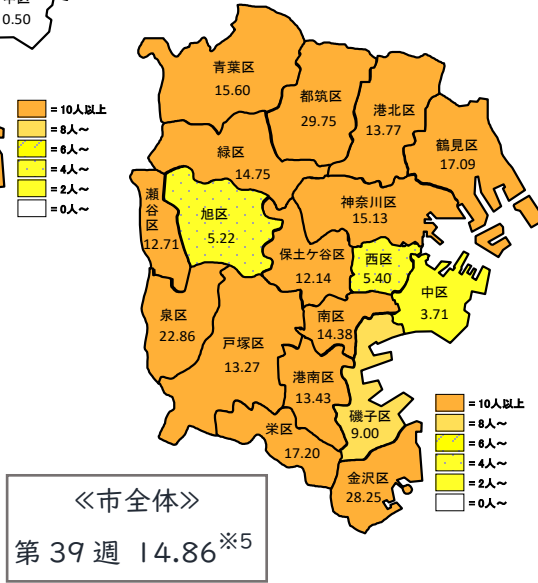 0.50
青葉区
15.60
都筑区
29.75
港北区
13.77
鶴見区
17.09
= 10人以上
= 8人～
= 6人～
= 4人～
= 2人～
= 0人～
緑区
14.75
瀬谷区
12.71
旭区
5.22
神奈川区
15.13
保土ケ谷区
12.14
西区
5.40
中区
3.71
泉区
22.86
戸塚区
13.27
南区
14.38
港南区
13.43
磯子区
9.00
栄区
17.20
金沢区
28.25
= 10人以上
= 8人～
= 6人～
= 4人～
= 2人～
= 0人～
≪市全体≫
第 39 週 14.86※5